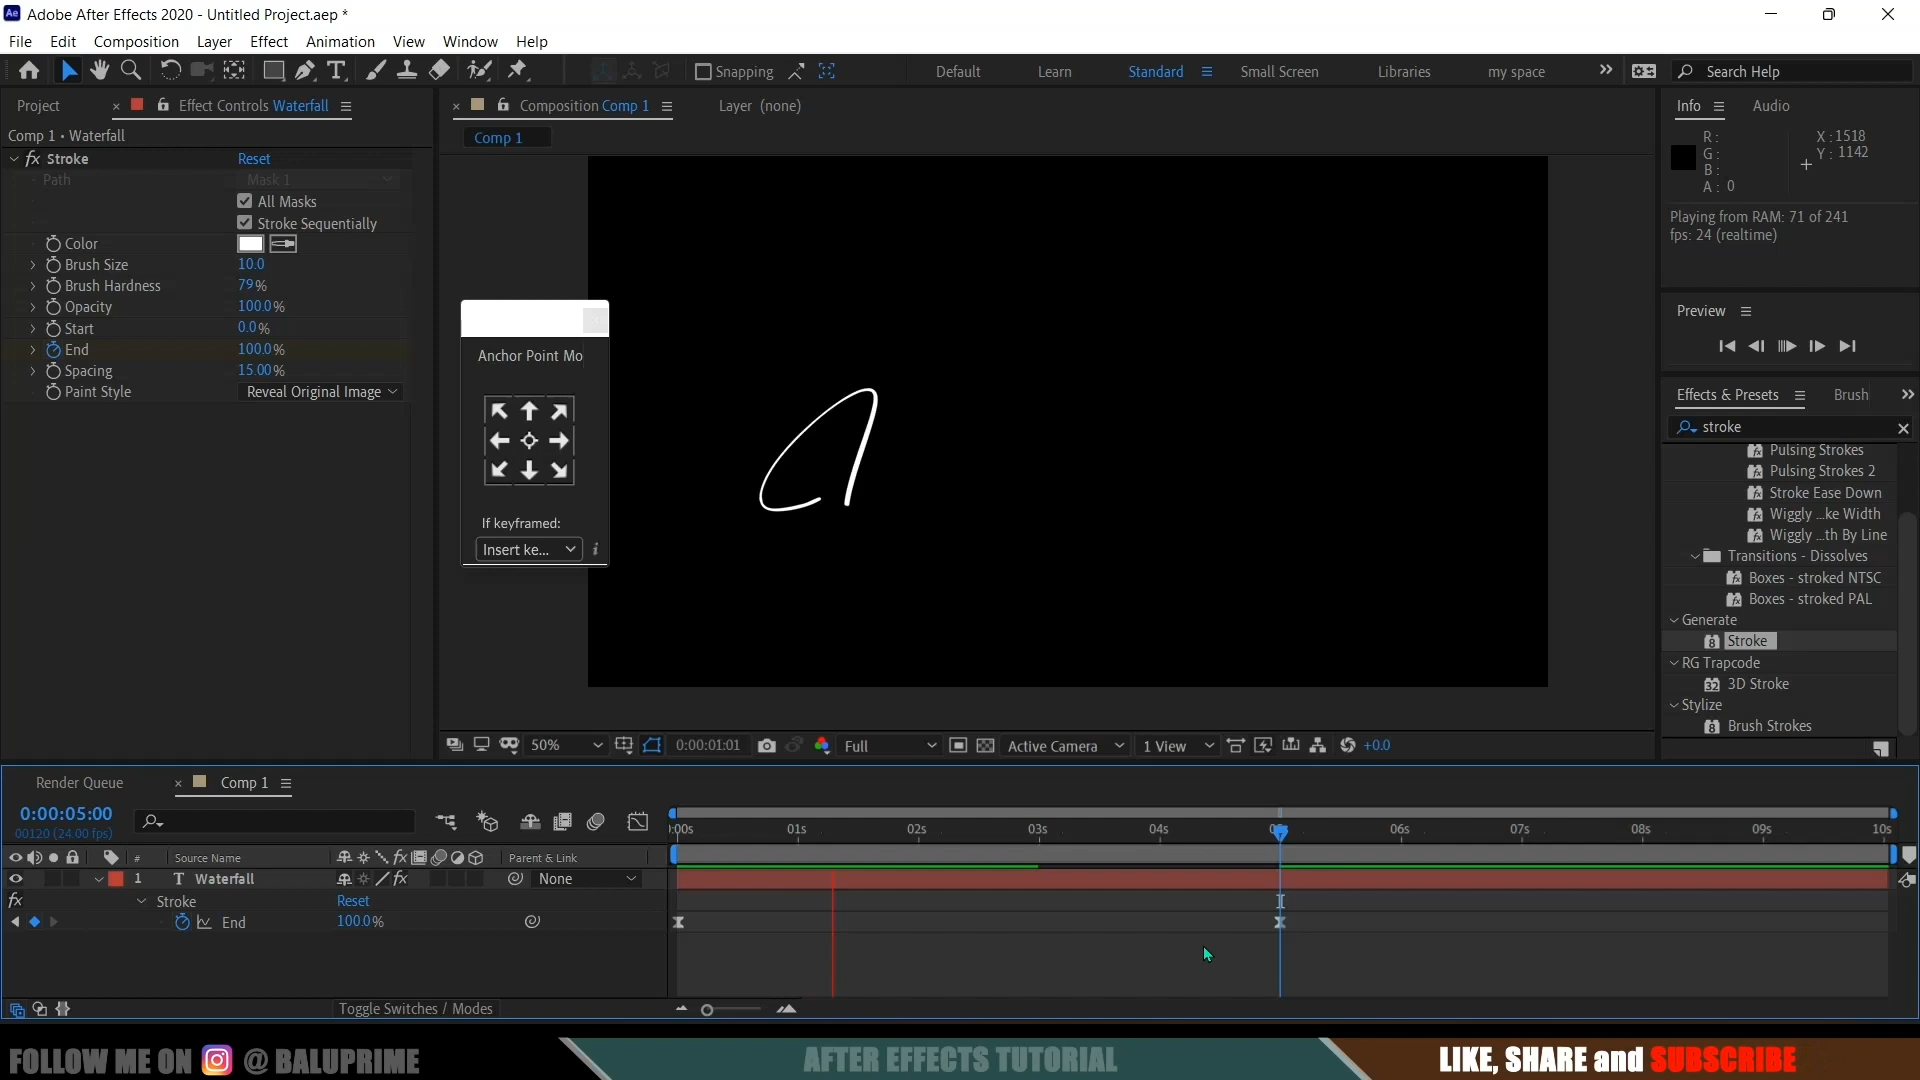 Ae Adobe After Effects 2020 - Untitled Project.aep *
File Edit Composition Layer Effect Animation View Window Help
Snapping Default Learn Standard Small Screen Libraries my space Search Help
Project Effect Controls Waterfall
Composition Comp 1 Layer (none)
Info Audio
Comp 1 • Waterfall
Comp 1
fx Stroke Reset
Path Mask 1
All Masks
Stroke Sequentially
Color
Brush Size 10.0
Brush Hardness 79%
Opacity 100.0%
Start 0.0%
End 100.0%
Spacing 15.00%
Paint Style Reveal Original Image
Anchor Point Mo
If keyframed:
Insert ke...
R: X:1518
G: Y: 1142
B:
A: 0
Playing from RAM: 71 of 241
fps: 24 (realtime)
Preview
Effects & Presets Brush
stroke
Pulsing Strokes
Pulsing Strokes 2
Stroke Ease Down
Wiggly ...ke Width
Wiggly ...th By Line
Transitions - Dissolves
Boxes - stroked NTSC
Boxes - stroked PAL
Generate
Stroke
RG Trapcode
3D Stroke
Stylize
Brush Strokes
50% 0:00:01:01 Full Active Camera 1 View +0.0
Render Queue Comp 1
0:00:05:00
00120 (24.00 fps)
:00s 01s 02s 03s 04s 06s 07s 08s 09s 10s
# Source Name fx Parent & Link
1 T Waterfall fx None
fx Stroke Reset
End 100.0%
Toggle Switches / Modes
FOLLOW ME ON @ BALUPRIME AFTER EFFECTS TUTORIAL LIKE, SHARE and SUBSCRIBE